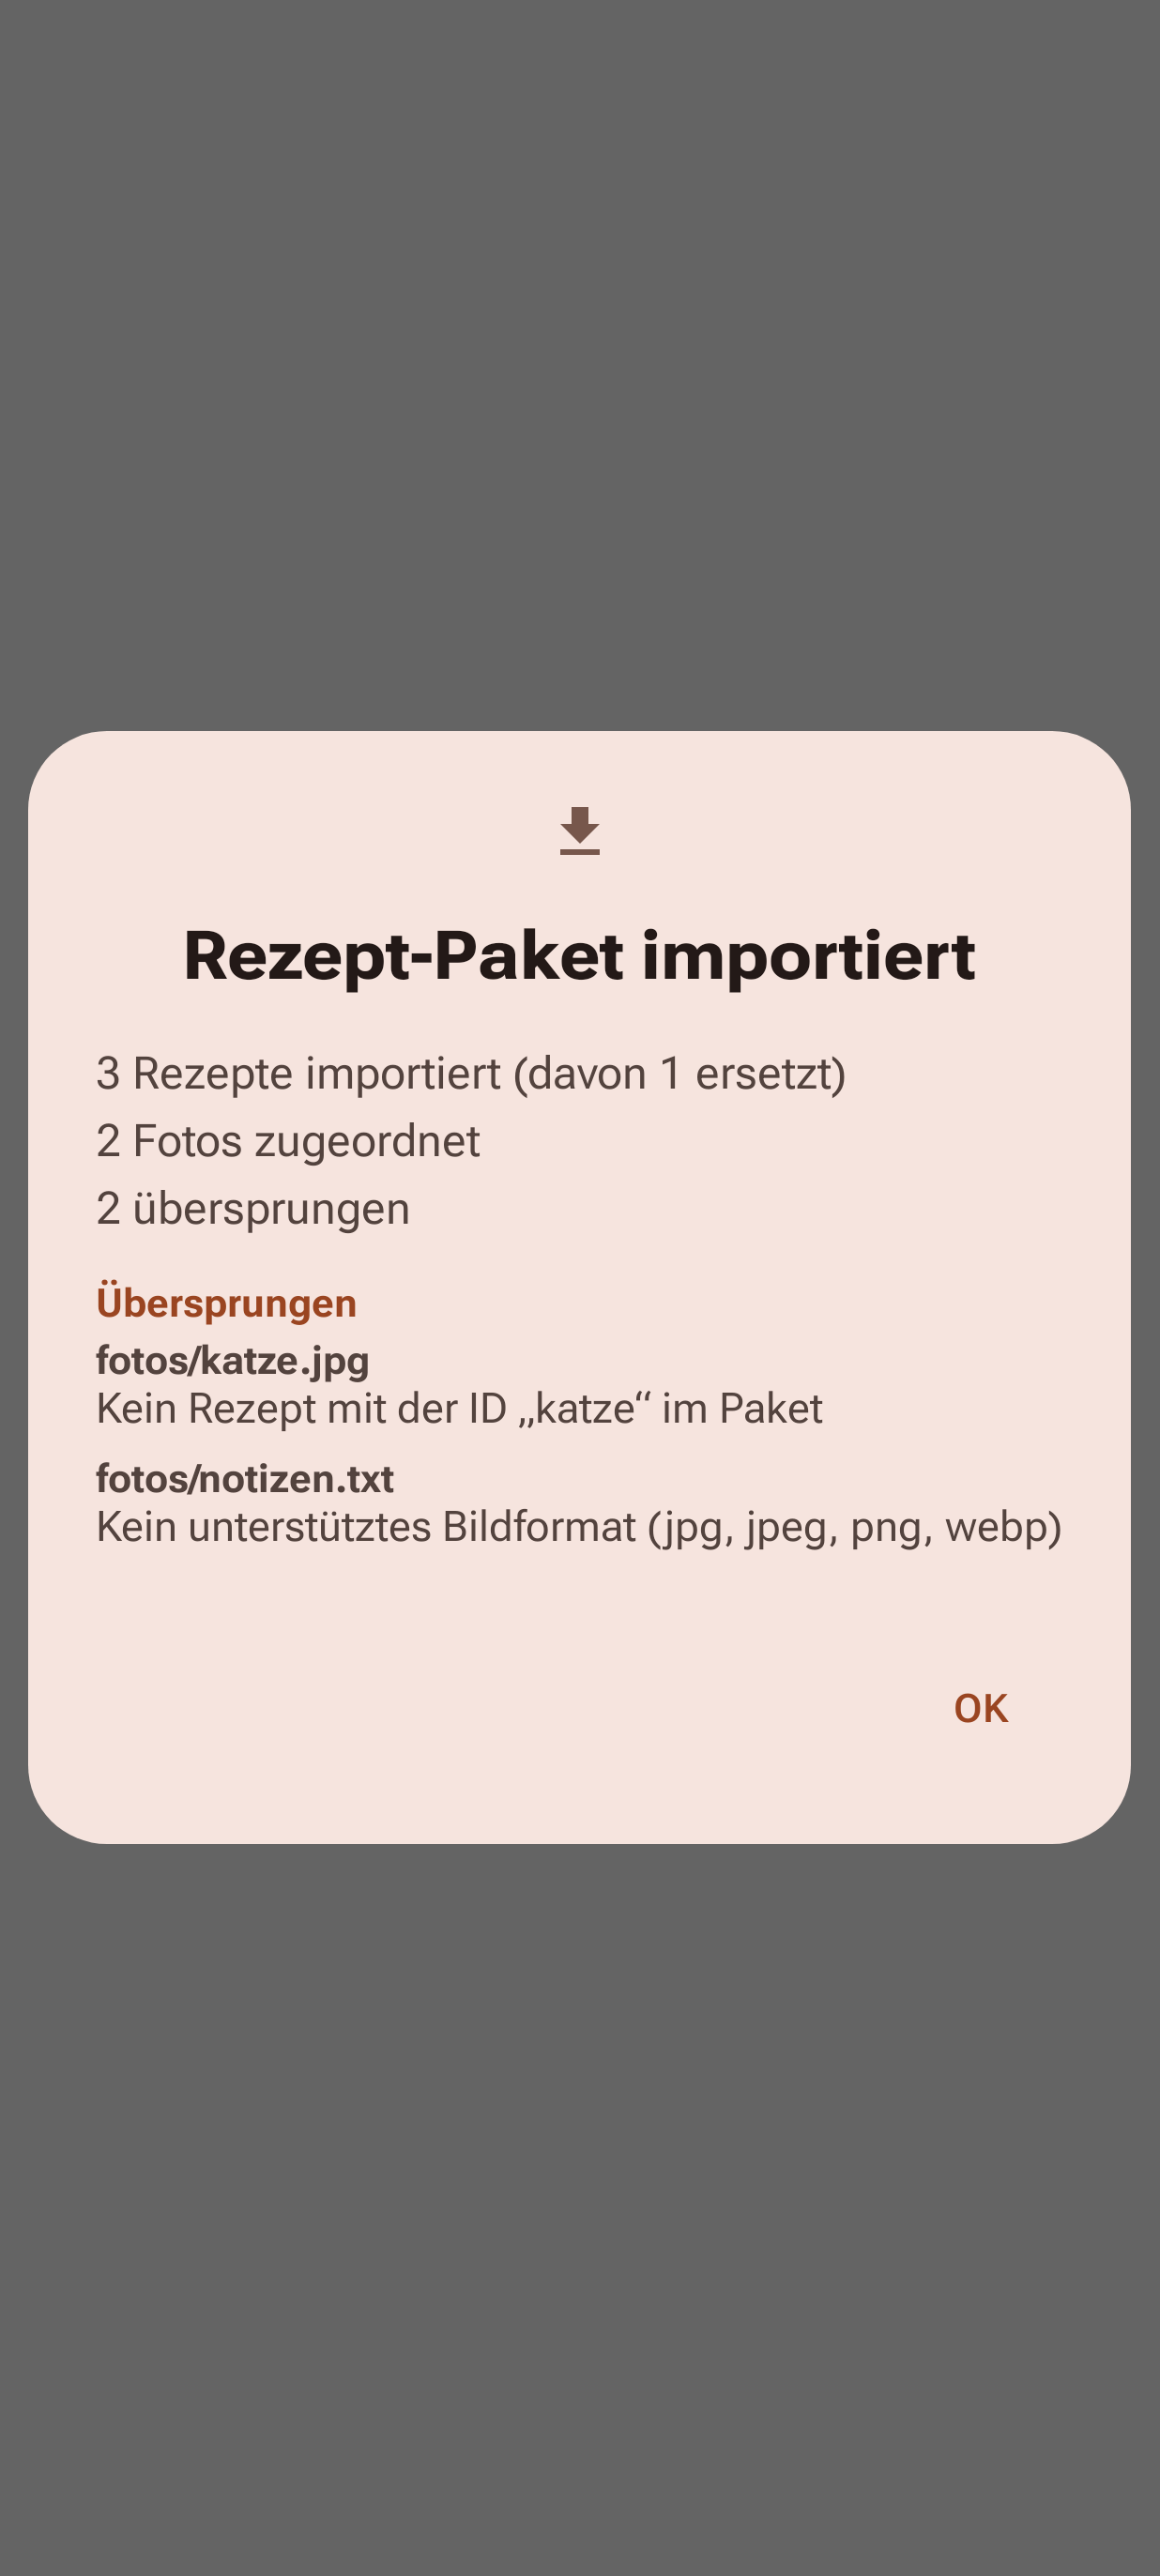 Rezept-Paket importiert
3 Rezepte importiert (davon 1 ersetzt)
2 Fotos zugeordnet
2 übersprungen
Übersprungen
fotos/katze.jpg
Kein Rezept mit der ID „katze“ im Paket
fotos/notizen.txt
Kein unterstütztes Bildformat (jpg, jpeg, png, webp)
OK